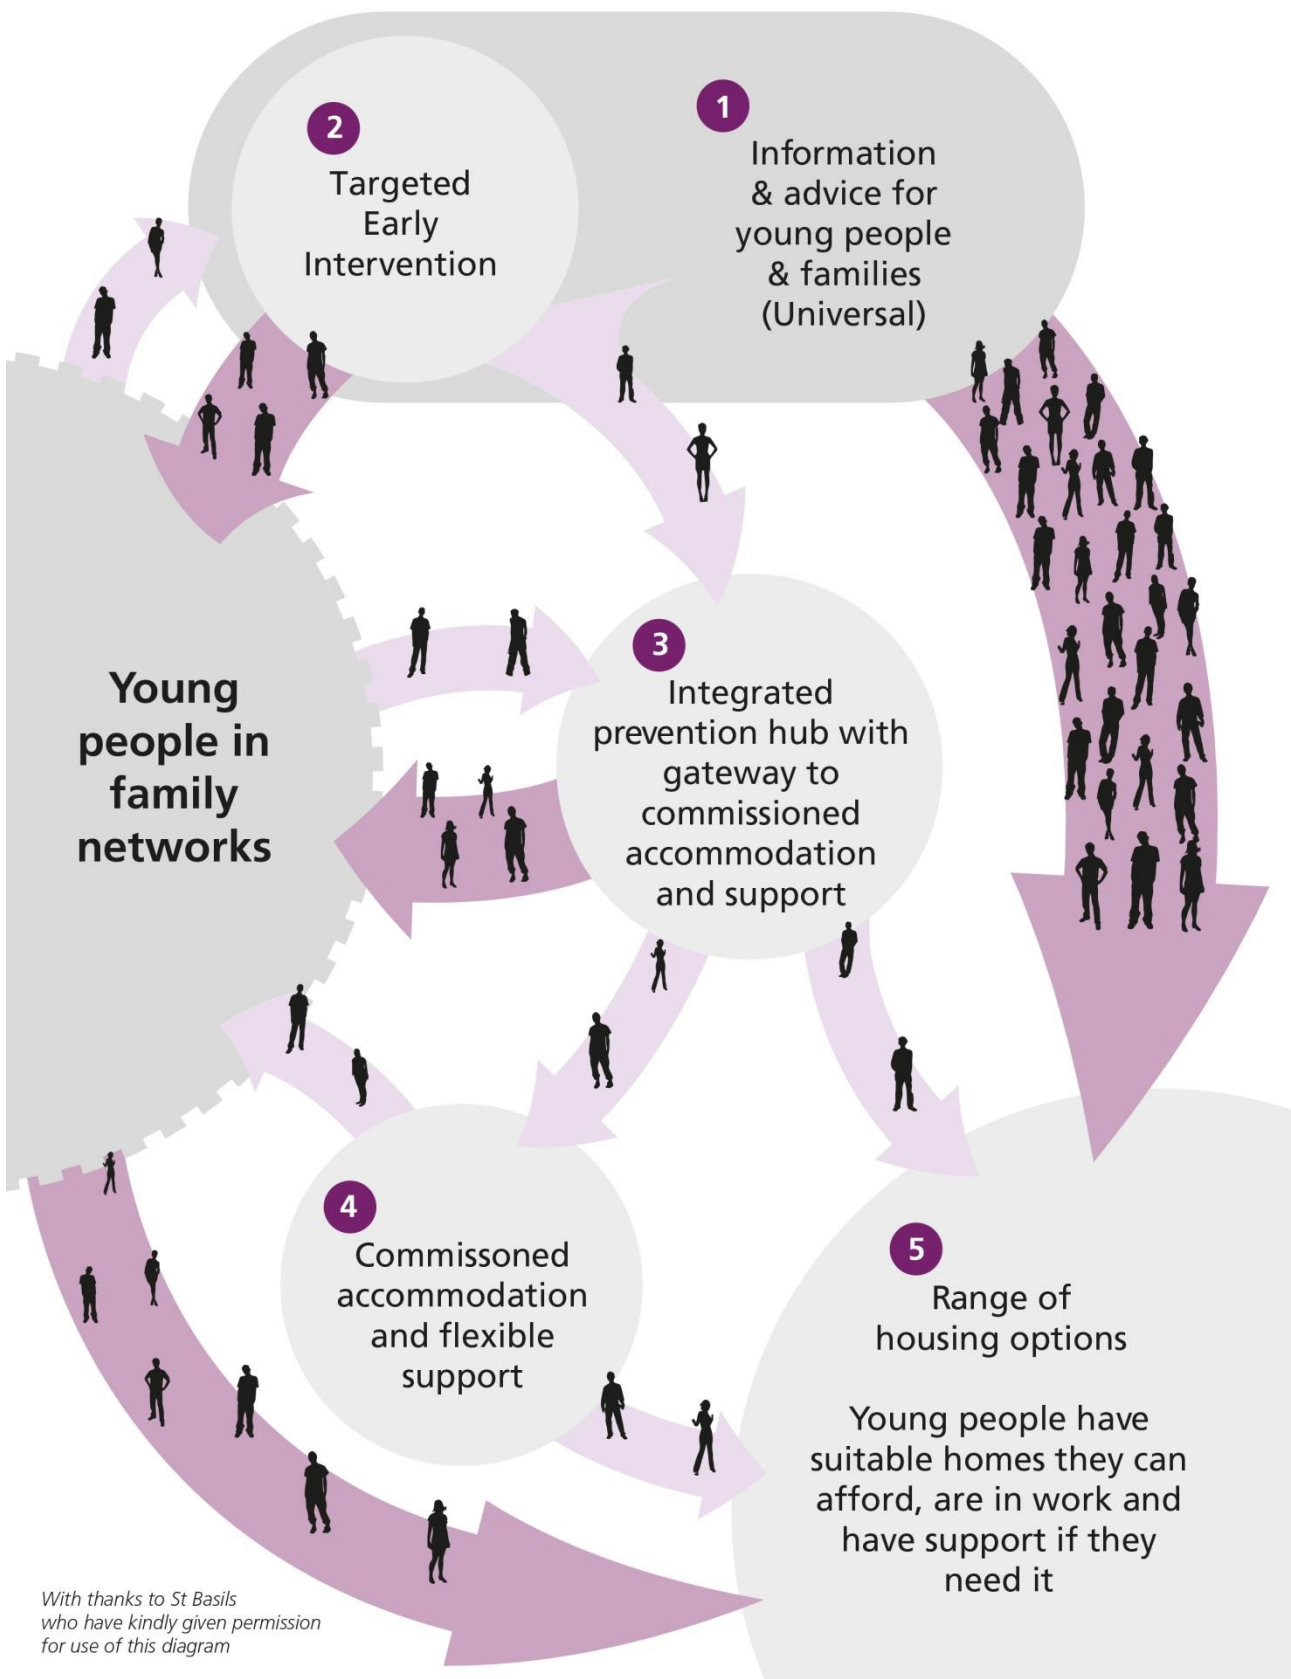 1
Information
& advice for
young people
& families
(Universal)
2
Targeted
Early
Intervention
Young
people in
family
networks
3
Integrated
prevention hub with
gateway to
commissioned
accommodation
and support
4
Commissoned
accommodation
and flexible
support
5
Range of
housing options
Young people have
suitable homes they can
afford, are in work and
have support if they
need it
With thanks to St Basils
who have kindly given permission
for use of this diagram